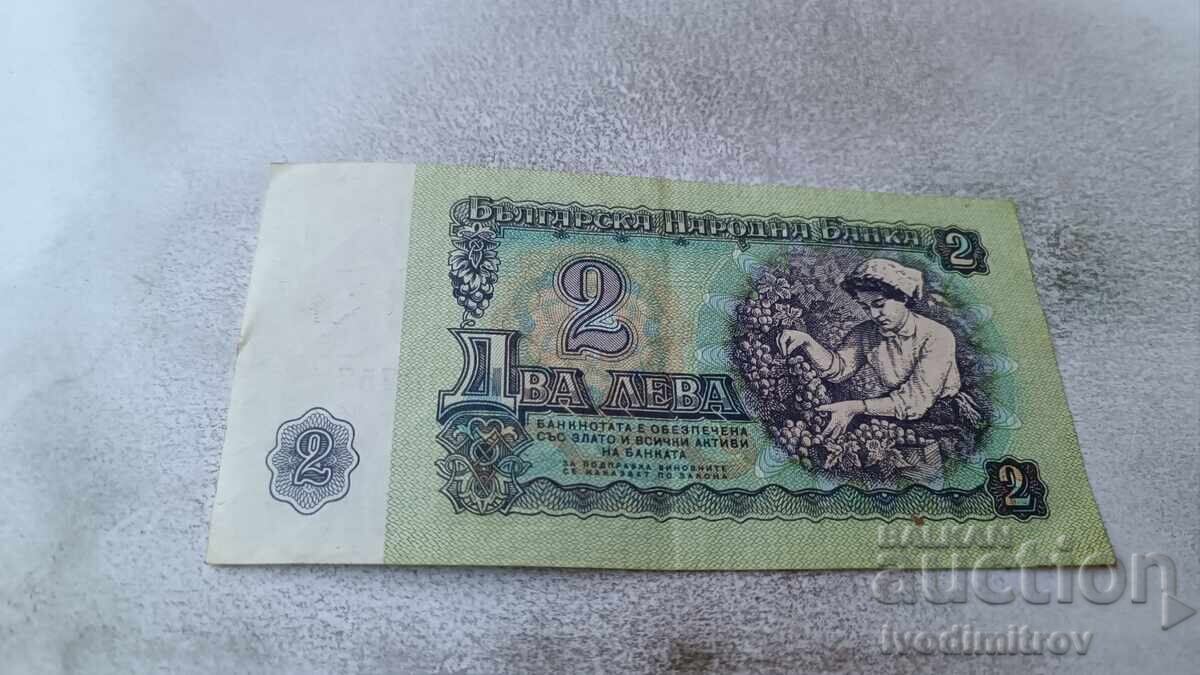 Българска Народна Банка
2
2
Два лева
Банкнотата е обезпечена
със злато и всички активи
на банката
За подправка виновните
се наказват по закона
2
2
BALKAN
auction
ivodimitrov